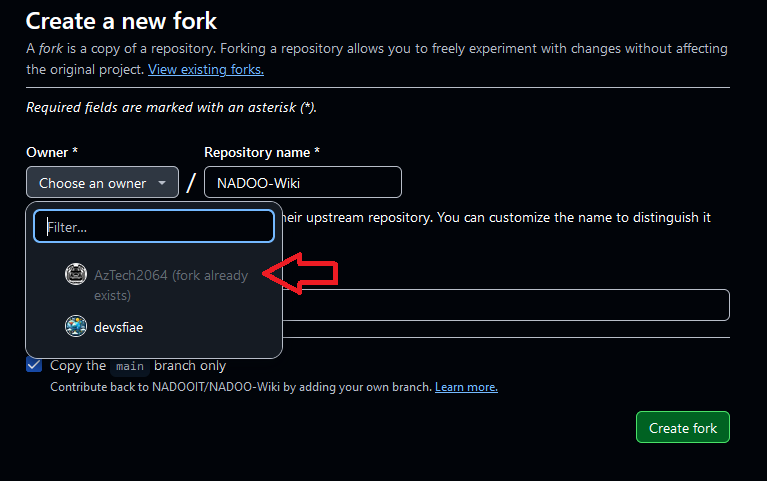 Create a new fork
A fork is a copy of a repository. Forking a repository allows you to freely experiment with changes without affecting
the original project. View existing forks.
Required fields are marked with an asterisk (*).
Owner * Repository name *
Choose an owner / NADOO-Wiki
Filter...
heir upstream repository. You can customize the name to distinguish it
AzTech2064 (fork already
exists)
devsfiae
Copy the main branch only
Contribute back to NADOOIT/NADOO-Wiki by adding your own branch. Learn more.
Create fork